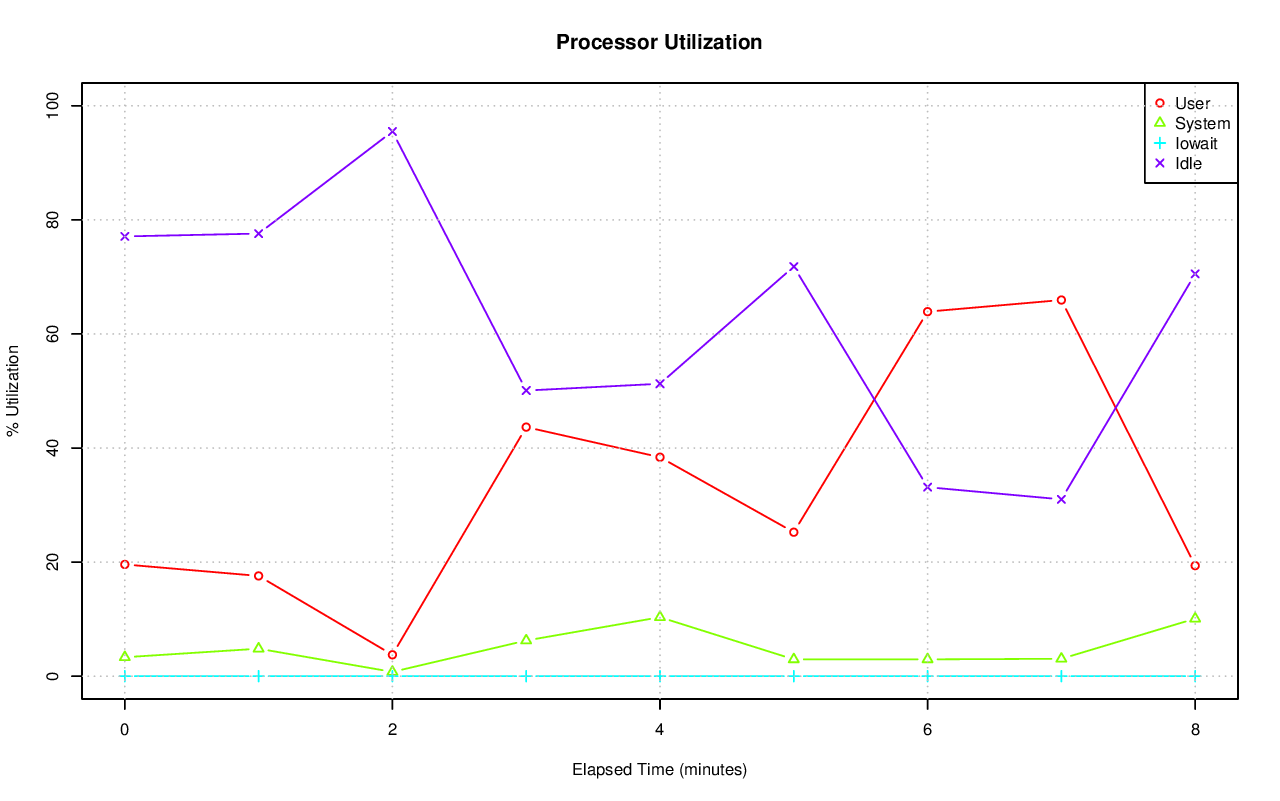 Processor Utilization
User
System
Iowait
Idle
100
80
60
40
20
0
% Utilization
0 2 4 6 8
Elapsed Time (minutes)